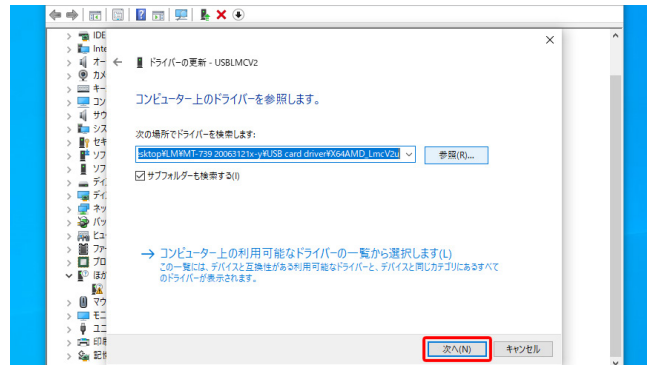 IDE
Inte
オー
カメ
キー
コン
サウ
シス
セキ
ソフ
ソフ
ディ
ディ
ネッ
バッ
ヒュ
ファ
プロ
ほか
マウ
モニ
ユニ
印刷
記憶
ドライバーの更新 - USBLMCV2
コンピューター上のドライバーを参照します。
次の場所でドライバーを検索します:
sktop¥LM¥MT-739 20063121x-y¥USB card driver¥X64AMD_LmcV2u
参照(R)...
サブフォルダーも検索する(I)
→ コンピューター上の利用可能なドライバーの一覧から選択します(L)
この一覧には、デバイスと互換性がある利用可能なドライバーと、デバイスと同じカテゴリにあるすべて
のドライバーが表示されます。
次へ(N)
キャンセル